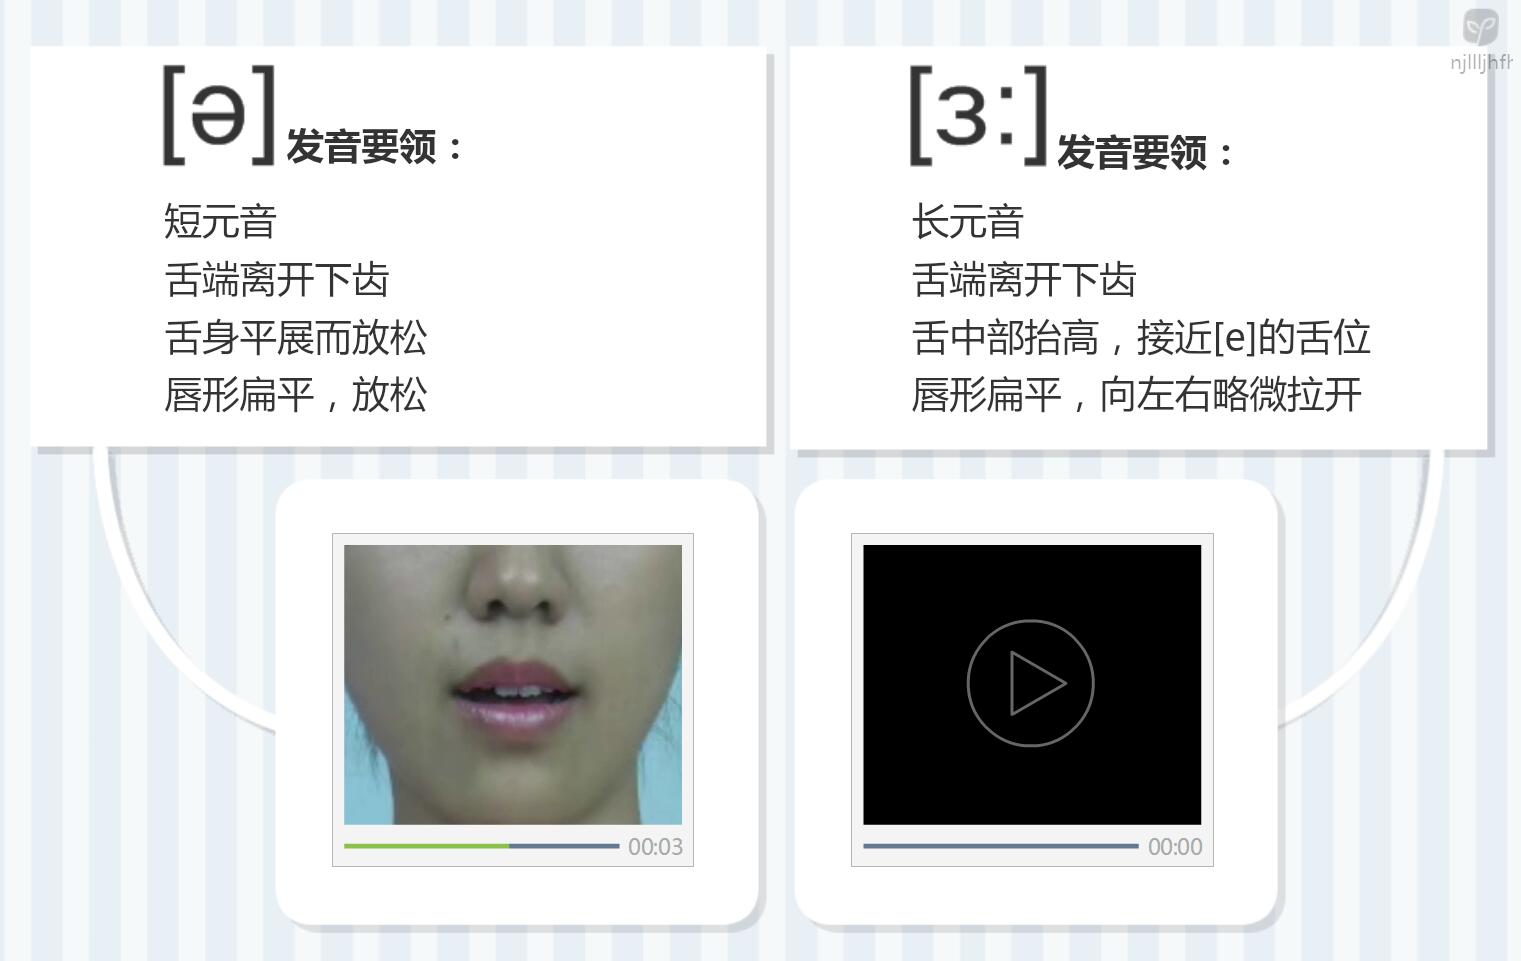 [ə]发音要领：
短元音
舌端离开下齿
舌身平展而放松
唇形扁平，放松
[ɜː]发音要领：
长元音
舌端离开下齿
舌中部抬高，接近[e]的舌位
唇形扁平，向左右略微拉开
00:03
00:00